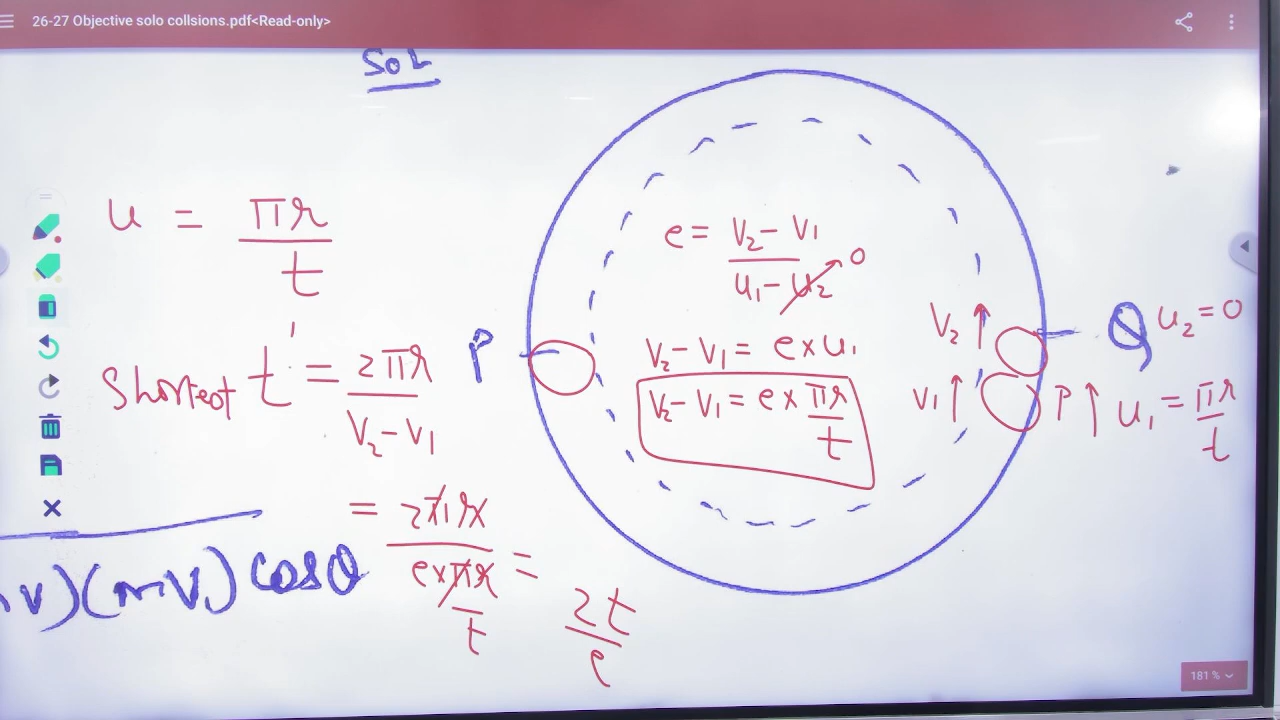 26-27 Objective solo collsions.pdf<Read-only>
Sol
u = πr/t
Shortest t' = 2πr/(V₂ - V₁)
= 2πr/(e×πr/t) = 2t/e
v)(mv) cosθ
P
e = (V₂ - V₁)/(u₁ - u₂) 0
V₂ - V₁ = e×u₁
V₂ - V₁ = e × πr/t
V₂ ↑ Q u₂ = 0
V₁ ↑ P ↑ u₁ = πr/t
181 %